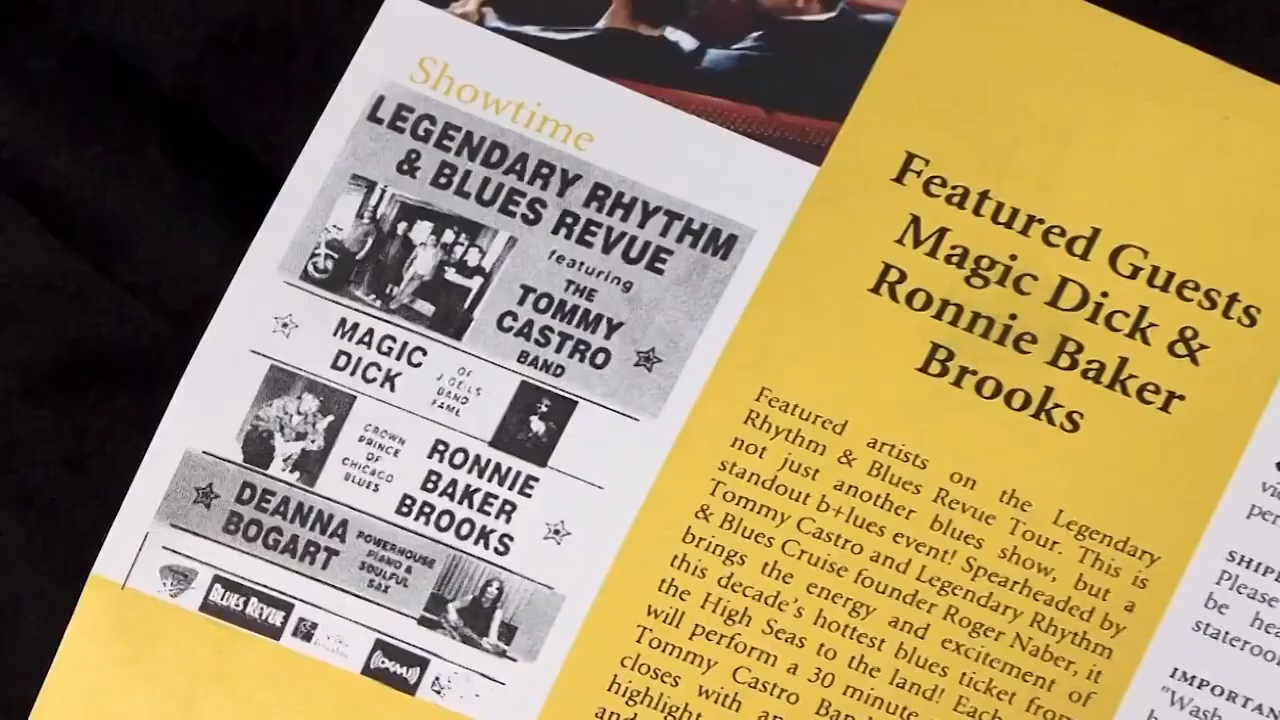 Showtime
LEGENDARY RHYTHM
& BLUES REVUE
featuring
THE
TOMMY
CASTRO
BAND
MAGIC
DICK
OF
J. GEILS
BAND
FAME
CROWN
PRINCE
OF
CHICAGO
BLUES
RONNIE
BAKER
BROOKS
DEANNA
BOGART
POWERHOUSE
PIANO &
SOULFUL
SAX
BLUES REVUE
Featured Guests
Magic Dick &
Ronnie Baker
Brooks
Featured artists on the Legendary
Rhythm & Blues Revue Tour. This is
not just another blues show, but a
standout b+lues event! Spearheaded by
Tommy Castro and Legendary Rhythm
& Blues Cruise founder Roger Naber, it
brings the energy and excitement of
this decade's hottest blues ticket from
the High Seas to the land! Each
will perform a 30 minute
Tommy Castro Band
closes with an
highlight
and
Please
be
IMPORTAN
"Wash